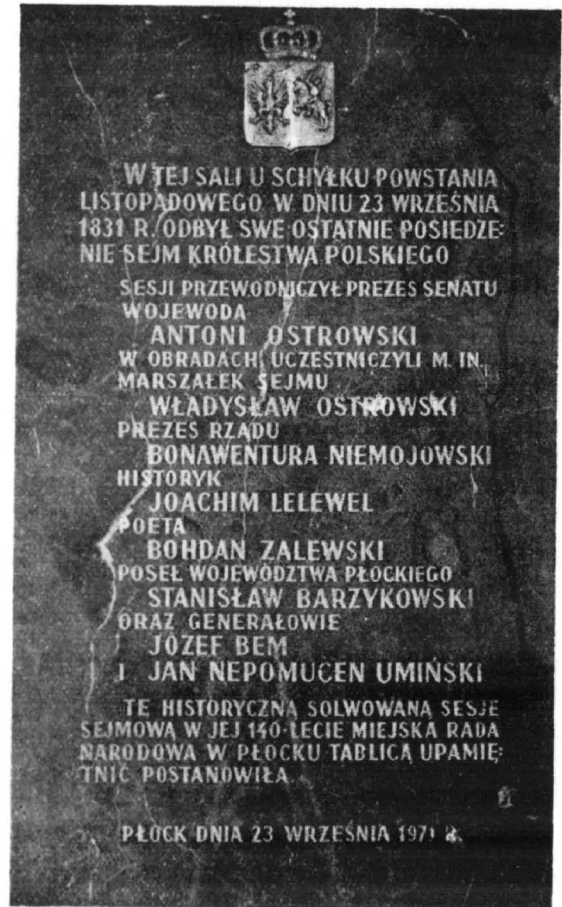 W TEJ SALI U SCHYŁKU POWSTANIA
LISTOPADOWEGO W DNIU 23 WRZEŚNIA
1831 R. ODBYŁ SWE OSTATNIE POSIEDZE-
NIE SEJM KRÓLESTWA POLSKIEGO
SESJI PRZEWODNICZYŁ PREZES SENATU
WOJEWODA
ANTONI OSTROWSKI
W OBRADACH UCZESTNICZYLI M. IN.
MARSZAŁEK SEJMU
WŁADYSŁAW OSTROWSKI
PREZES RZĄDU
BONAWENTURA NIEMOJOWSKI
HISTORYK
JOACHIM LELEWEL
POETA
BOHDAN ZALEWSKI
POSEŁ WOJEWÓDZTWA PŁOCKIEGO
STANISŁAW BARZYKOWSKI
ORAZ GENERAŁOWIE
JÓZEF BEM
I JAN NEPOMUCEN UMIŃSKI
TĘ HISTORYCZNĄ SOLWOWANĄ SESJĘ
SEJMOWĄ W JEJ 140-LECIE MIEJSKA RADA
NARODOWA W PŁOCKU TABLICĄ UPAMIĘ-
TNIĆ POSTANOWIŁA.
PŁOCK DNIA 23 WRZEŚNIA 1971 R.